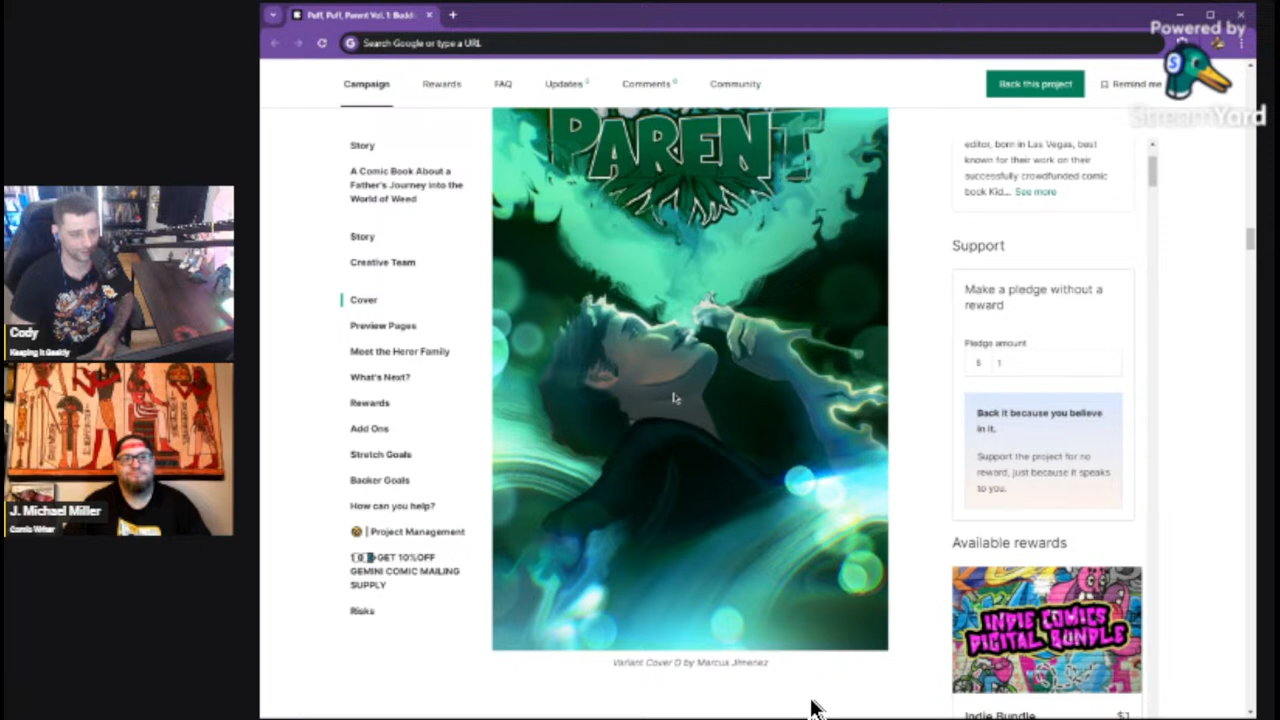 Puff, Puff, Parent Vol. 1: Buddi
Search Google or type a URL
Powered by
StreamYard
Campaign
Rewards
FAQ
Updates 0
Comments 0
Community
Back this project
Remind me
Story
A Comic Book About a
Father's Journey into the
World of Weed
Story
Creative Team
Cover
Preview Pages
Meet the Heror Family
What's Next?
Rewards
Add Ons
Stretch Goals
Backer Goals
How can you help?
| Project Management
GET 10%OFF
GEMINI COMIC MAILING
SUPPLY
Risks
PARENT
Variant Cover D by Marcus Jimenez
editor, born in Las Vegas, best
known for their work on their
successfully crowdfunded comic
book Kid... See more
Support
Make a pledge without a
reward
Pledge amount
$ 1
Back it because you believe
in it.
Support the project for no
reward, just because it speaks
to you.
Available rewards
INDIE COMICS
DIGITAL BUNDLE
Indie Bundle $1
Cody
Keeping It Geekly
J. Michael Miller
Comic Writer